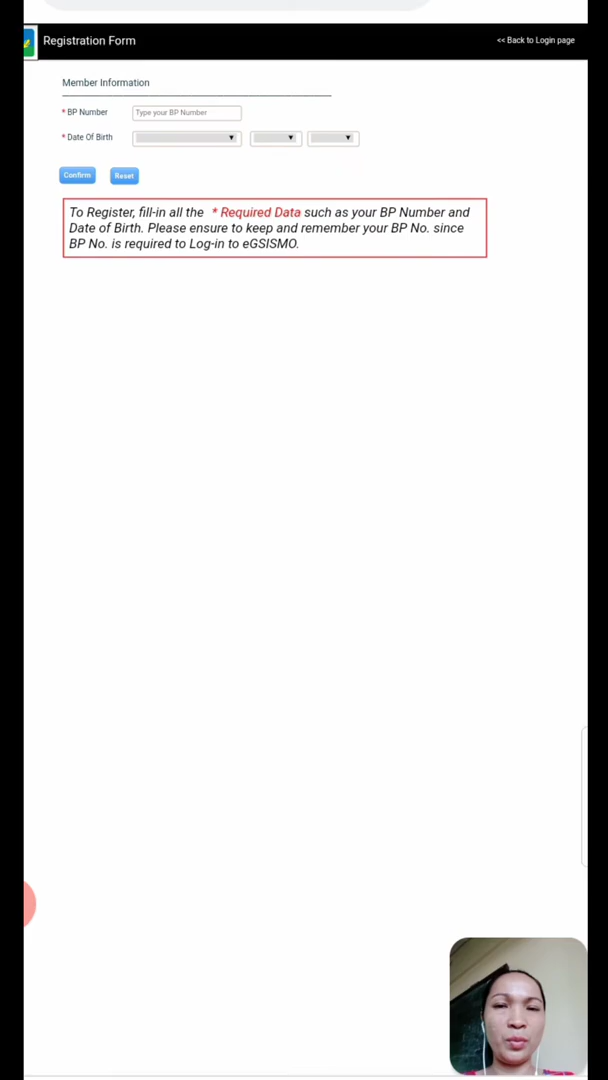 Registration Form
<< Back to Login page
Member Information
* BP Number Type your BP Number
* Date Of Birth
Confirm Reset
To Register, fill-in all the * Required Data such as your BP Number and
Date of Birth. Please ensure to keep and remember your BP No. since
BP No. is required to Log-in to eGSISMO.